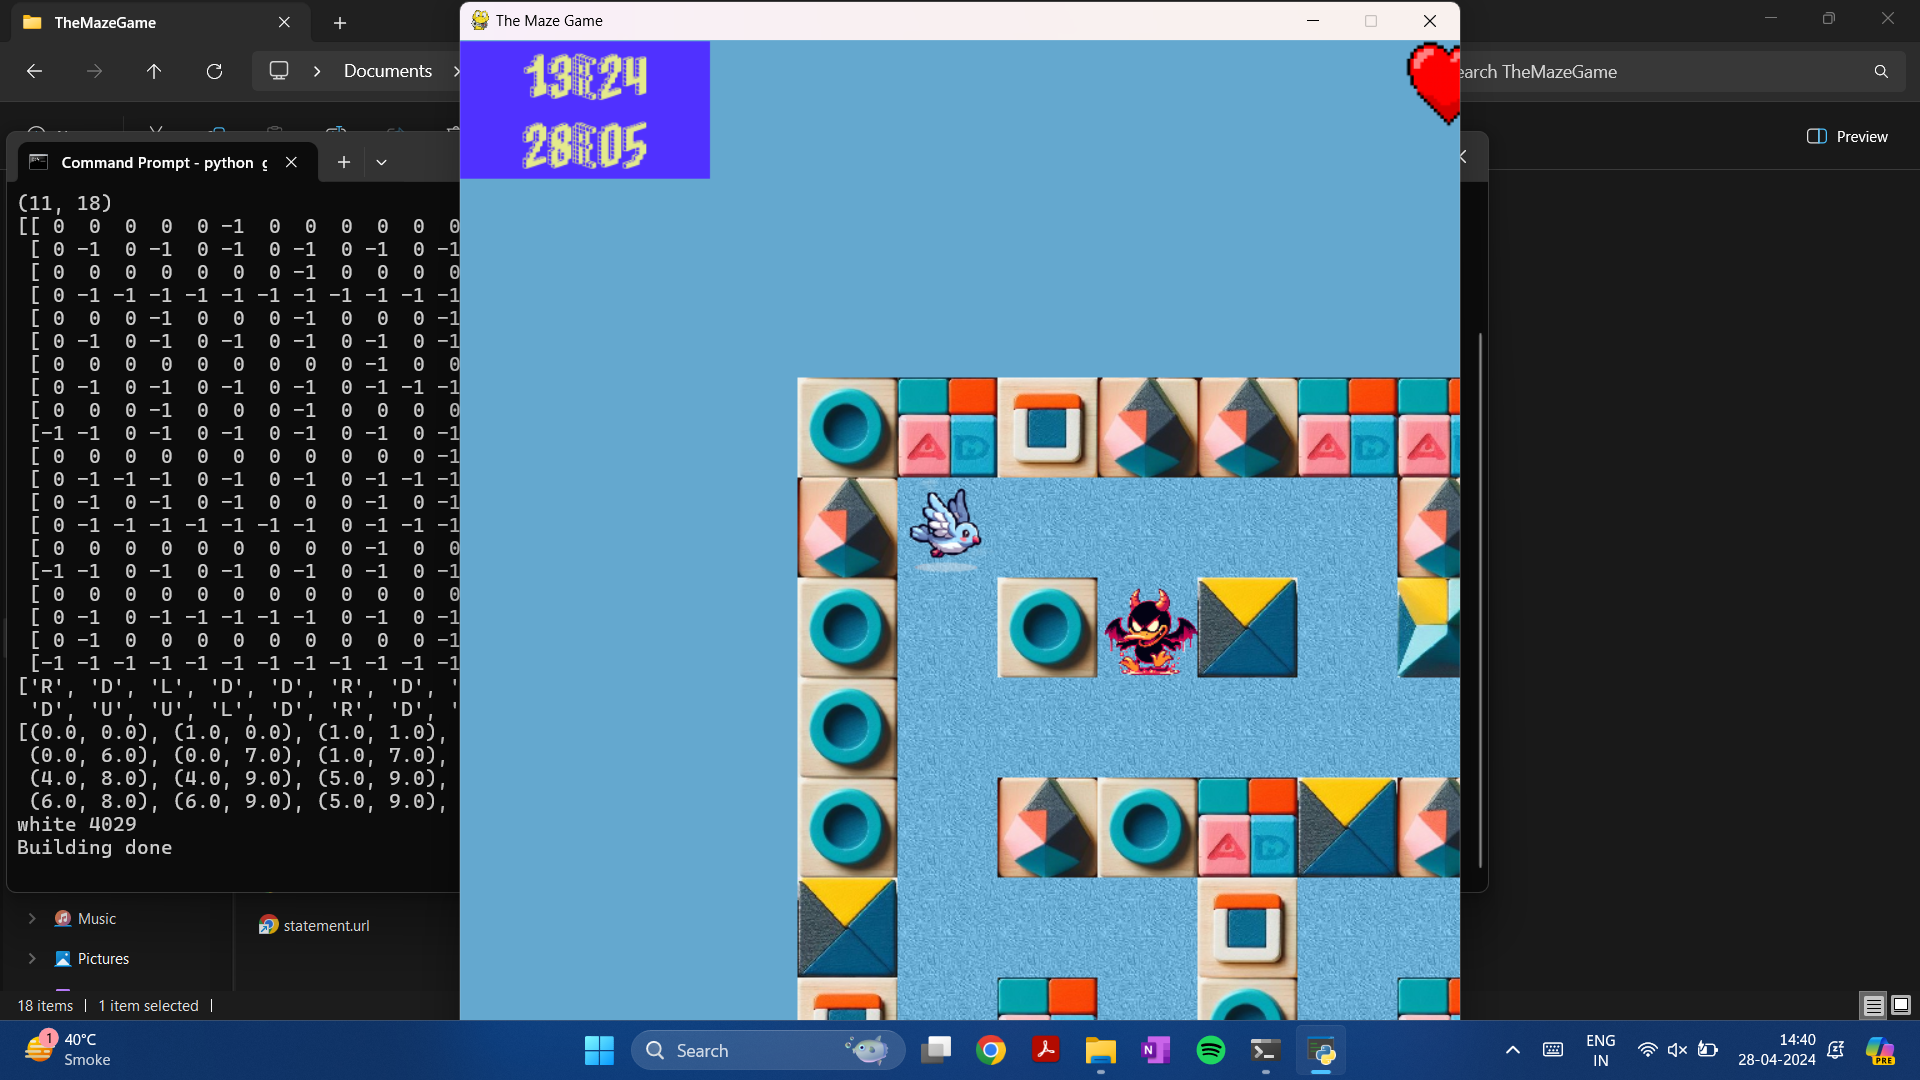 TheMazeGame
The Maze Game
Documents
earch TheMazeGame
13:24
28:05
Preview
Command Prompt - python g
(11, 18)
[[ 0  0  0  0  0 -1  0  0  0  0  0  0
[ 0 -1  0 -1  0 -1  0 -1  0 -1  0 -1
[ 0  0  0  0  0  0  0 -1  0  0  0  0
[ 0 -1 -1 -1 -1 -1 -1 -1 -1 -1 -1 -1
[ 0  0  0 -1  0  0  0 -1  0  0  0 -1
[ 0 -1  0 -1  0 -1  0 -1  0 -1  0 -1
[ 0  0  0  0  0  0  0  0  0 -1  0  0
[ 0 -1  0 -1  0 -1  0 -1  0 -1 -1 -1
[ 0  0  0 -1  0  0  0 -1  0  0  0  0
[-1 -1  0 -1  0 -1  0 -1  0 -1  0 -1
[ 0  0  0  0  0  0  0  0  0  0  0 -1
[ 0 -1 -1 -1  0 -1  0 -1  0 -1 -1 -1
[ 0 -1  0 -1  0 -1  0  0  0 -1  0  0
[ 0 -1 -1 -1 -1 -1 -1 -1  0 -1 -1 -1
[ 0  0  0  0  0  0  0  0  0 -1  0  0
[-1 -1  0 -1  0 -1  0 -1  0 -1  0 -1
[ 0  0  0  0  0  0  0  0  0  0  0  0
[ 0 -1  0 -1 -1 -1 -1 -1  0 -1  0 -1
[ 0 -1  0  0  0  0  0  0  0  0  0 -1
[-1 -1 -1 -1 -1 -1 -1 -1 -1 -1 -1 -1
['R', 'D', 'L', 'D', 'D', 'R', 'D', '
'D', 'U', 'U', 'L', 'D', 'R', 'D', '
[(0.0, 0.0), (1.0, 0.0), (1.0, 1.0),
(0.0, 6.0), (0.0, 7.0), (1.0, 7.0),
(4.0, 8.0), (4.0, 9.0), (5.0, 9.0),
(6.0, 8.0), (6.0, 9.0), (5.0, 9.0),
white 4029
Building done
A D
A D
A
A D
Music
statement.url
Pictures
18 items
1 item selected
1
40°C
Smoke
Search
N
ENG
IN
14:40
28-04-2024
PRE